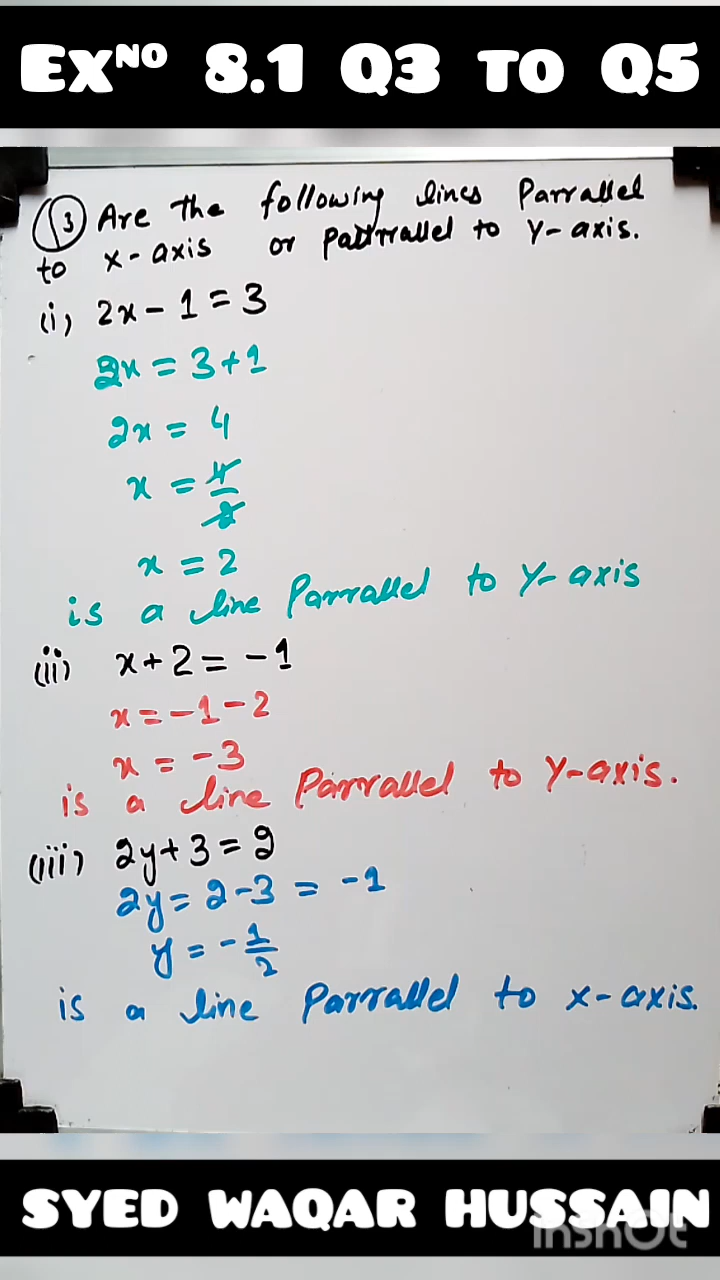 EXNO 8.1 Q3 TO Q5
(3) Are the following lines Parrallel
to x-axis or Pattrrallel to y-axis.
(i) 2x - 1 = 3
2x = 3 + 1
2x = 4
x = 4/2
x = 2
is a line Parrallel to y-axis
(ii) x + 2 = -1
x = -1 - 2
x = -3
is a line Parrallel to y-axis.
(iii) 2y + 3 = 2
2y = 2 - 3 = -1
y = -1/2
is a line Parrallel to x-axis.
SYED WAQAR HUSSAIN
InShOt